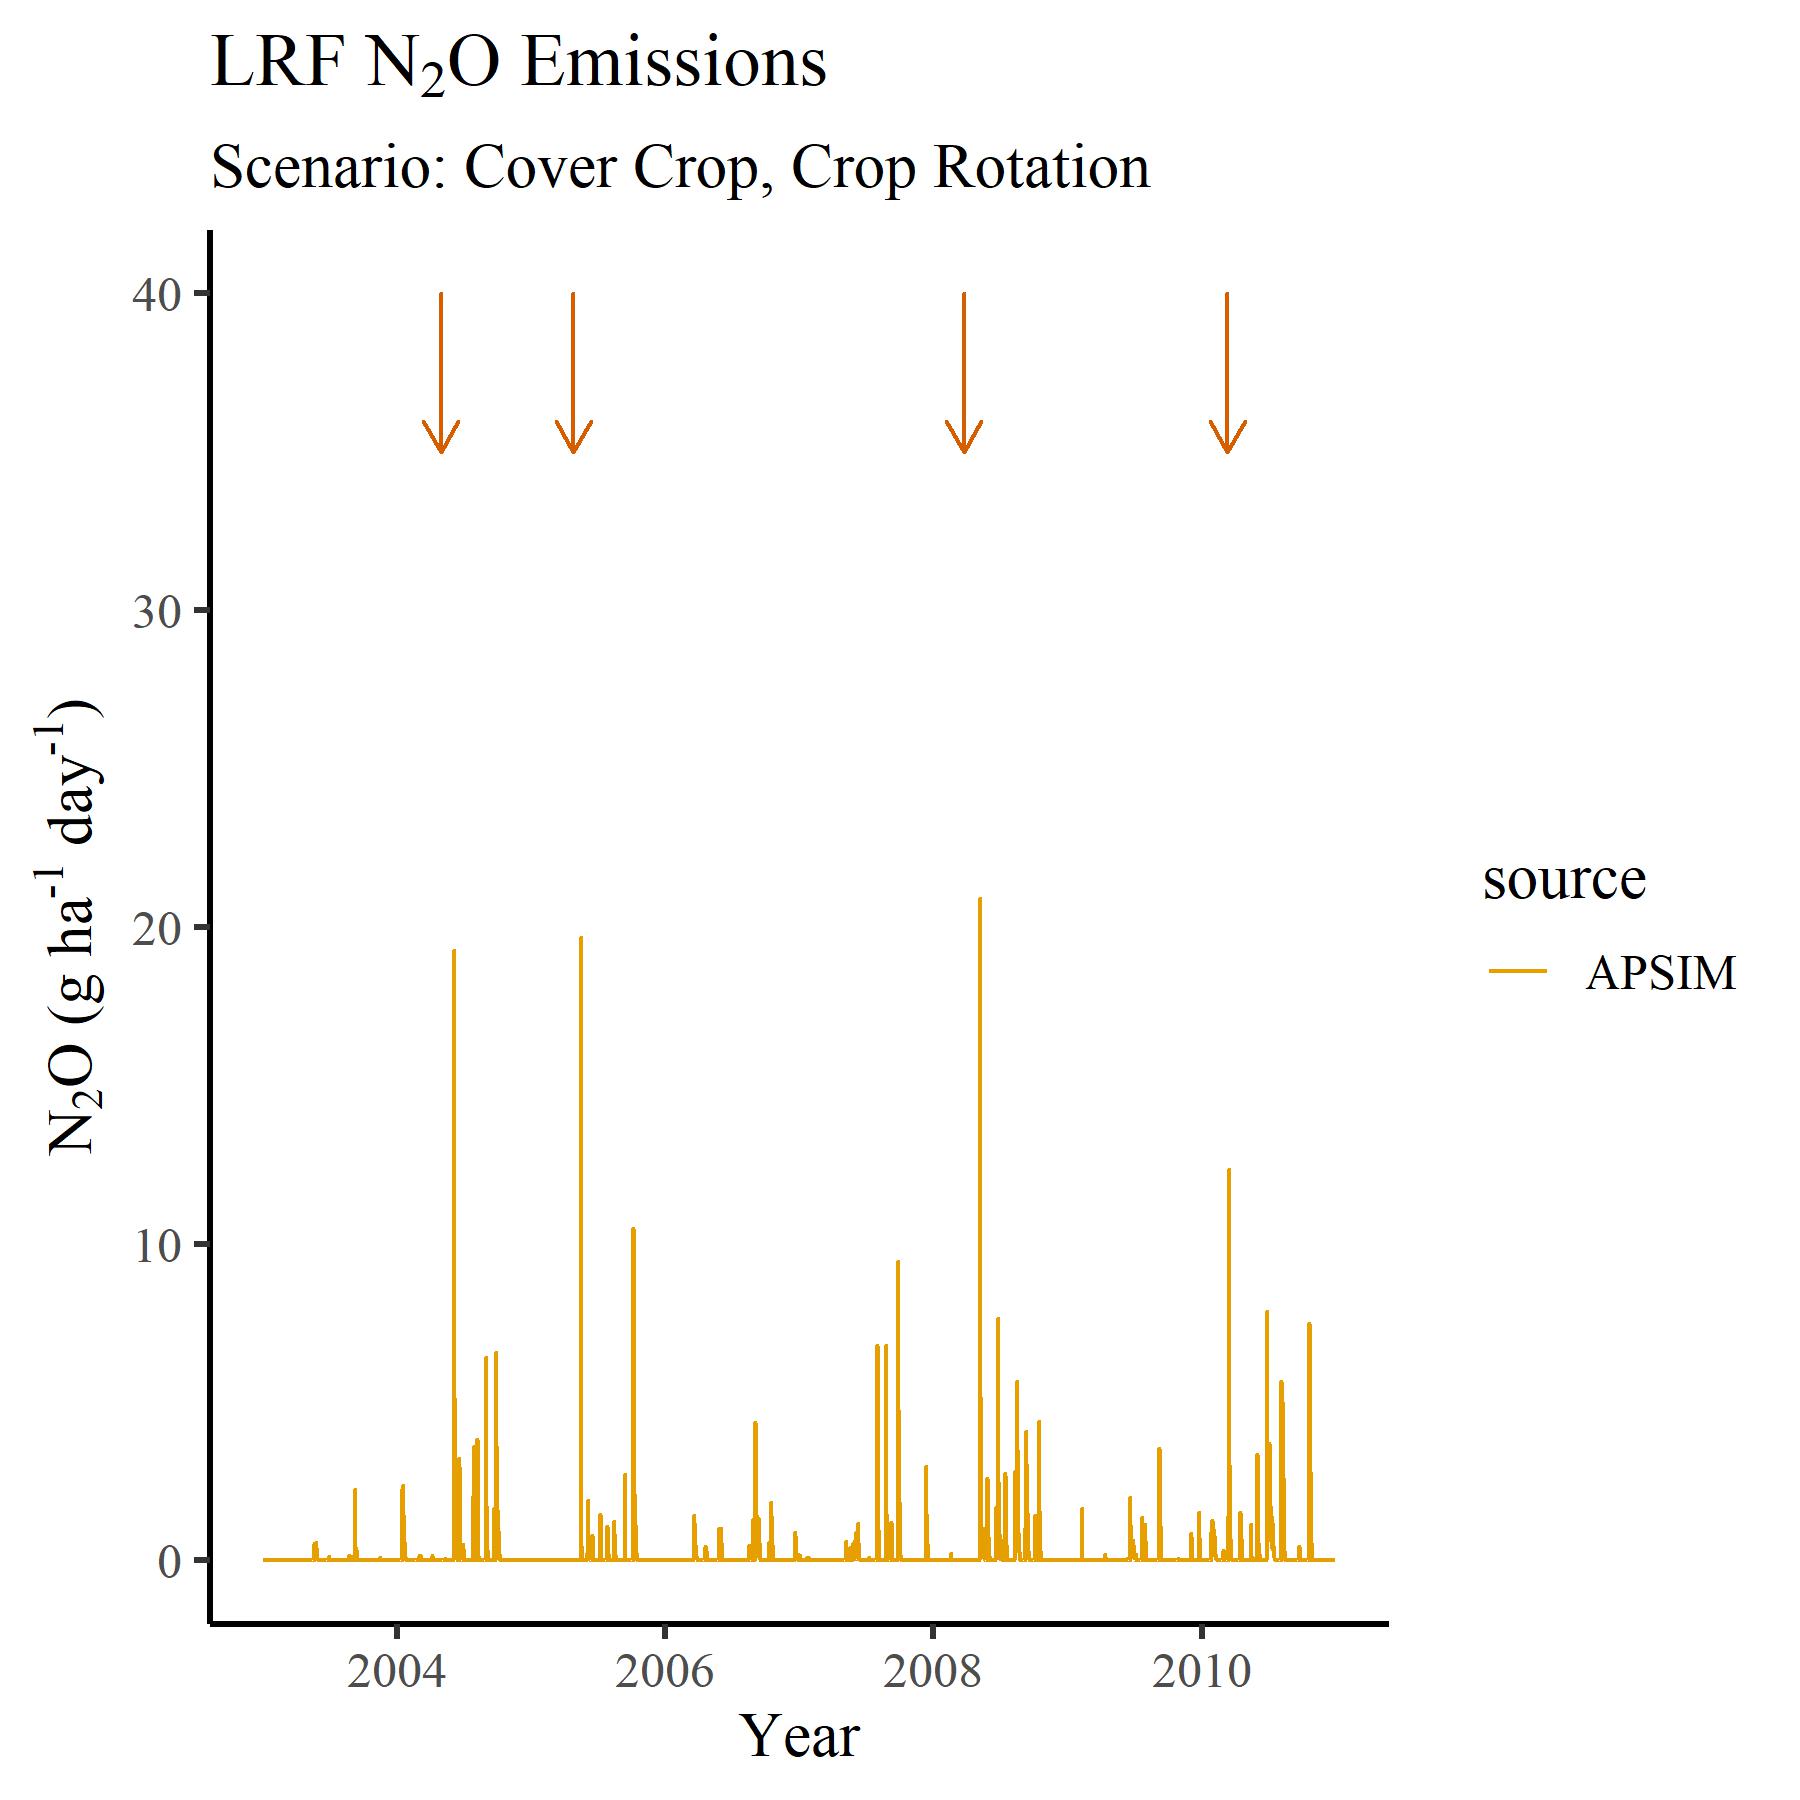 LRF N₂O Emissions
Scenario: Cover Crop, Crop Rotation
40
30
20
10
0
N₂O (g ha⁻¹ day⁻¹)
2004 2006 2008 2010
Year
source
APSIM